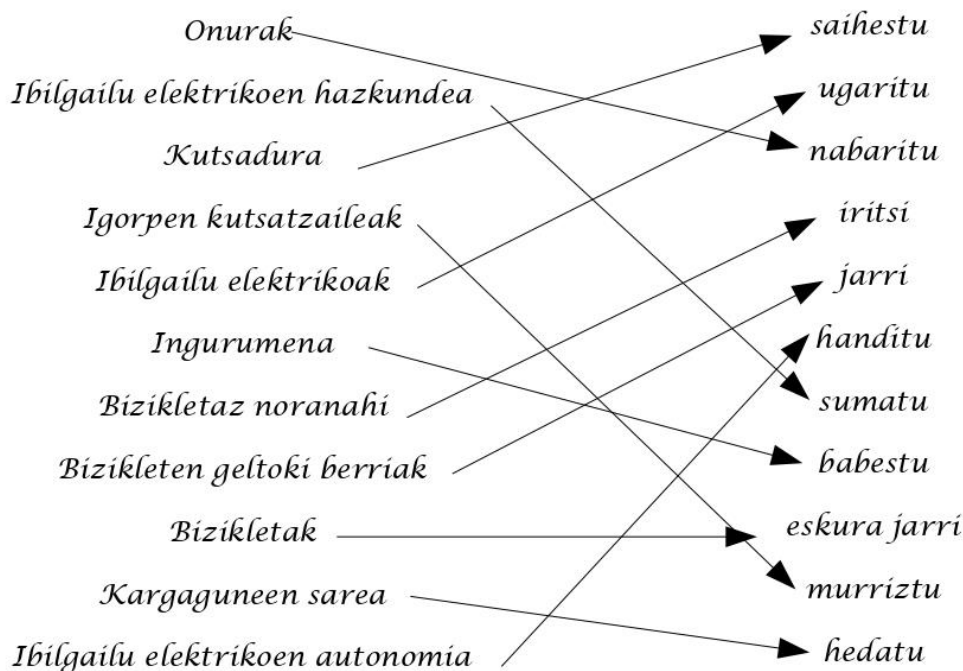 Onurak
Ibilgailu elektrikoen hazkundea
Kutsadura
Igorpen kutsatzaileak
Ibilgailu elektrikoak
Ingurumena
Bizikletaz noranahi
Bizikleten geltoki berriak
Bizikletak
Kargaguneen sarea
Ibilgailu elektrikoen autonomia
saihestu
ugaritu
nabaritu
iritsi
jarri
handitu
sumatu
babestu
eskura jarri
murriztu
hedatu